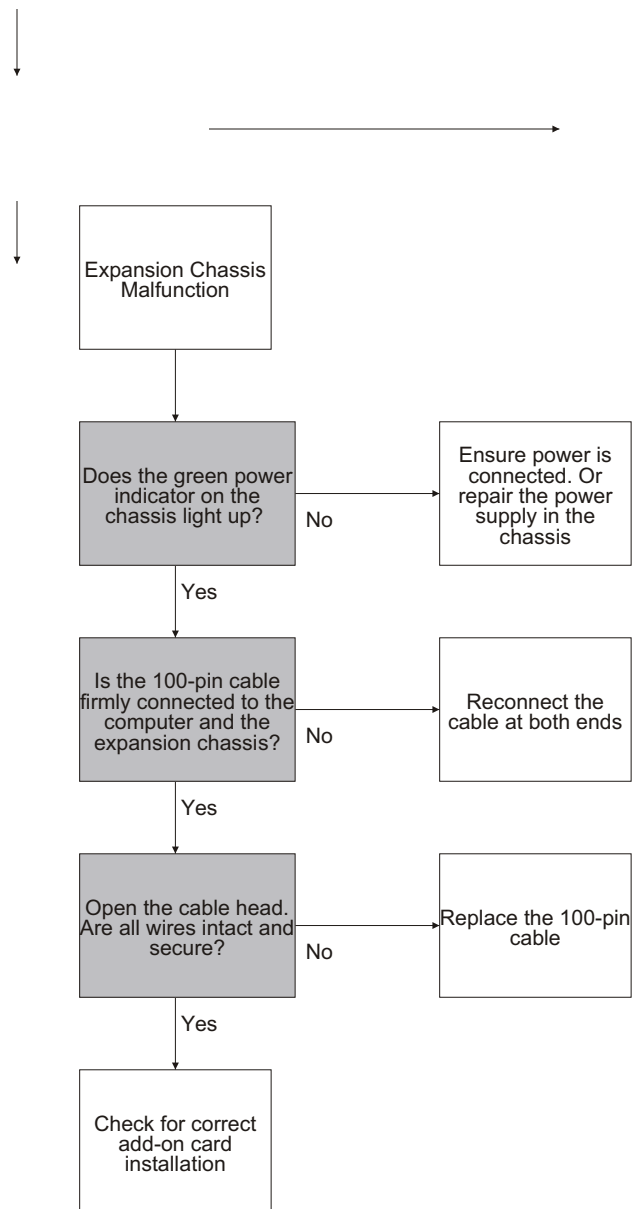 Expansion Chassis
Malfunction
Does the green power
indicator on the
chassis light up?
No
Ensure power is
connected. Or
repair the power
supply in the
chassis
Yes
Is the 100-pin cable
firmly connected to the
computer and the
expansion chassis?
No
Reconnect the
cable at both ends
Yes
Open the cable head.
Are all wires intact and
secure?
No
Replace the 100-pin
cable
Yes
Check for correct
add-on card
installation